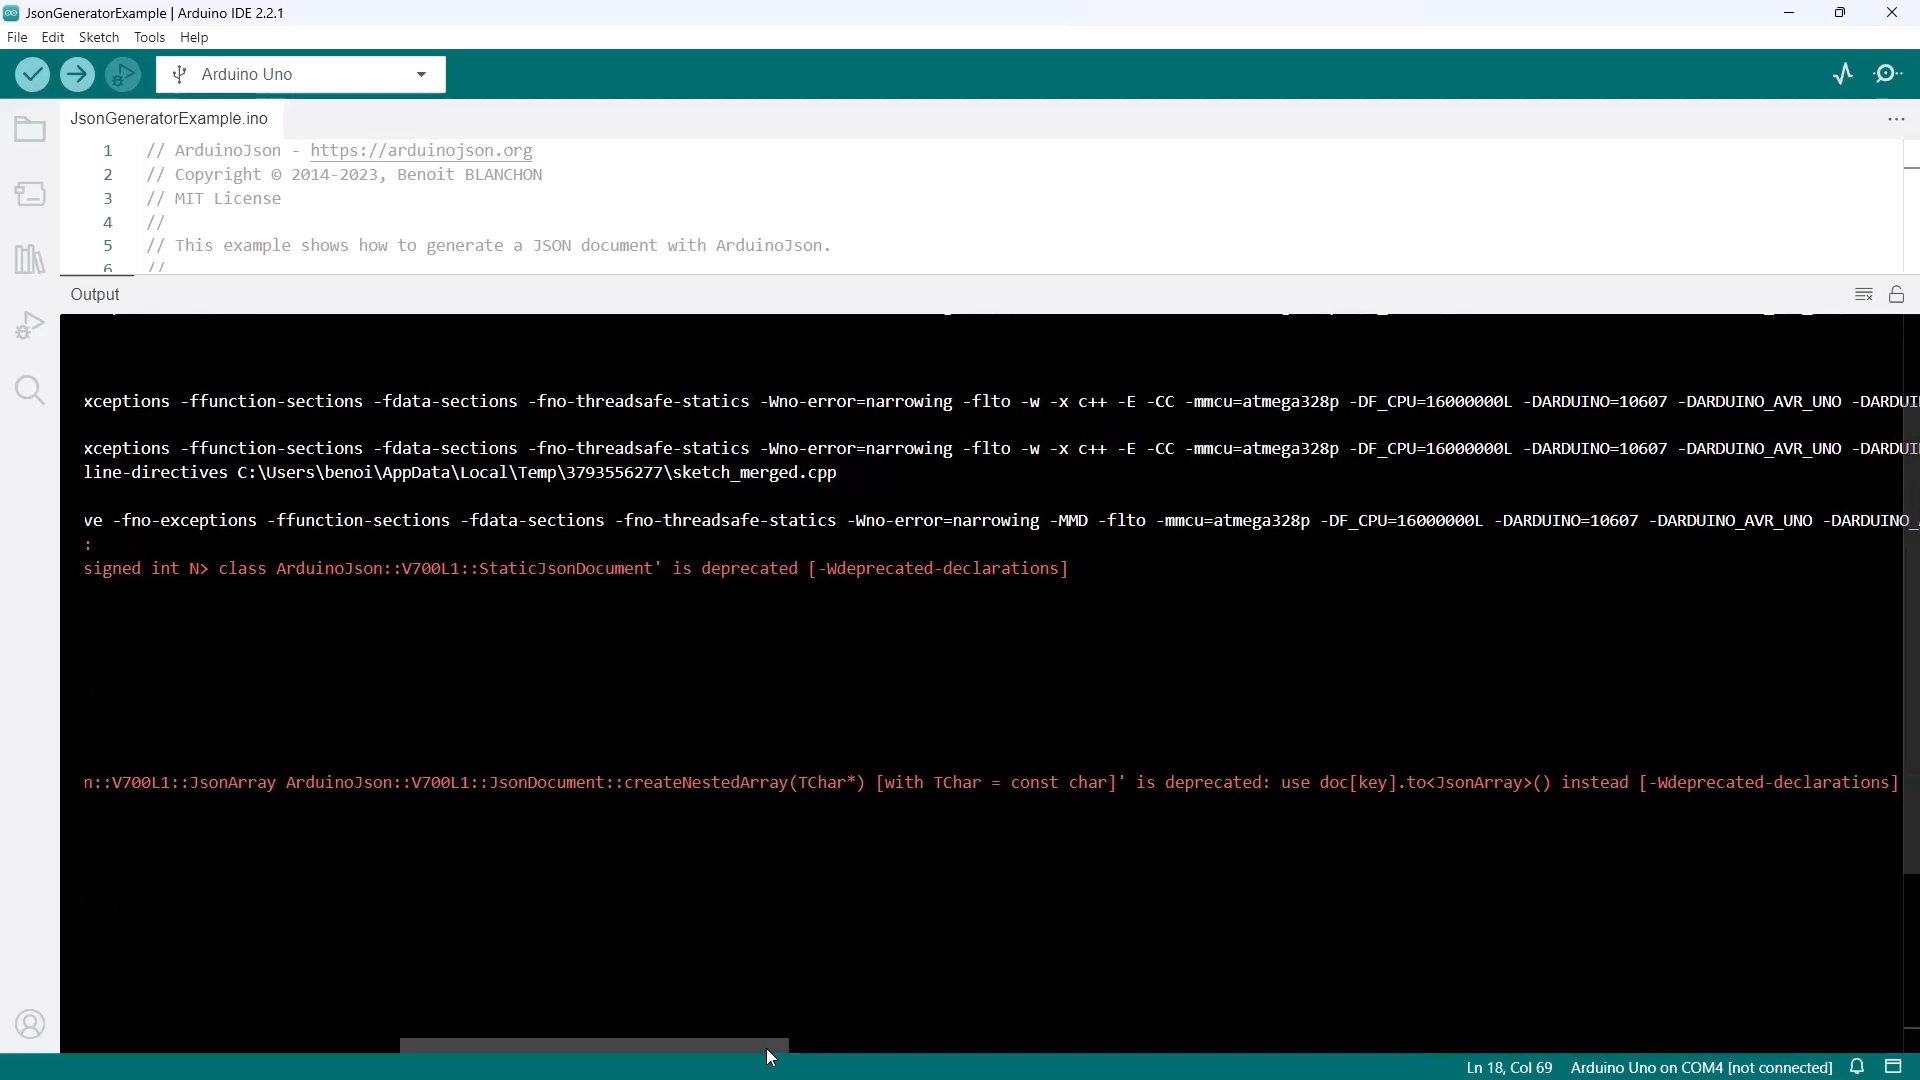 JsonGeneratorExample | Arduino IDE 2.2.1
File Edit Sketch Tools Help
Arduino Uno
JsonGeneratorExample.ino
1 // ArduinoJson - https://arduinojson.org
2 // Copyright © 2014-2023, Benoit BLANCHON
3 // MIT License
4 //
5 // This example shows how to generate a JSON document with ArduinoJson.
6 //
Output
xceptions -ffunction-sections -fdata-sections -fno-threadsafe-statics -Wno-error=narrowing -flto -w -x c++ -E -CC -mmcu=atmega328p -DF_CPU=16000000L -DARDUINO=10607 -DARDUINO_AVR_UNO -DARDUI
xceptions -ffunction-sections -fdata-sections -fno-threadsafe-statics -Wno-error=narrowing -flto -w -x c++ -E -CC -mmcu=atmega328p -DF_CPU=16000000L -DARDUINO=10607 -DARDUINO_AVR_UNO -DARDUI
line-directives C:\Users\benoi\AppData\Local\Temp\3793556277\sketch_merged.cpp
ve -fno-exceptions -ffunction-sections -fdata-sections -fno-threadsafe-statics -Wno-error=narrowing -MMD -flto -mmcu=atmega328p -DF_CPU=16000000L -DARDUINO=10607 -DARDUINO_AVR_UNO -DARDUINO_
:
signed int N> class ArduinoJson::V700L1::StaticJsonDocument' is deprecated [-Wdeprecated-declarations]
n::V700L1::JsonArray ArduinoJson::V700L1::JsonDocument::createNestedArray(TChar*) [with TChar = const char]' is deprecated: use doc[key].to<JsonArray>() instead [-Wdeprecated-declarations]
Ln 18, Col 69 Arduino Uno on COM4 [not connected]